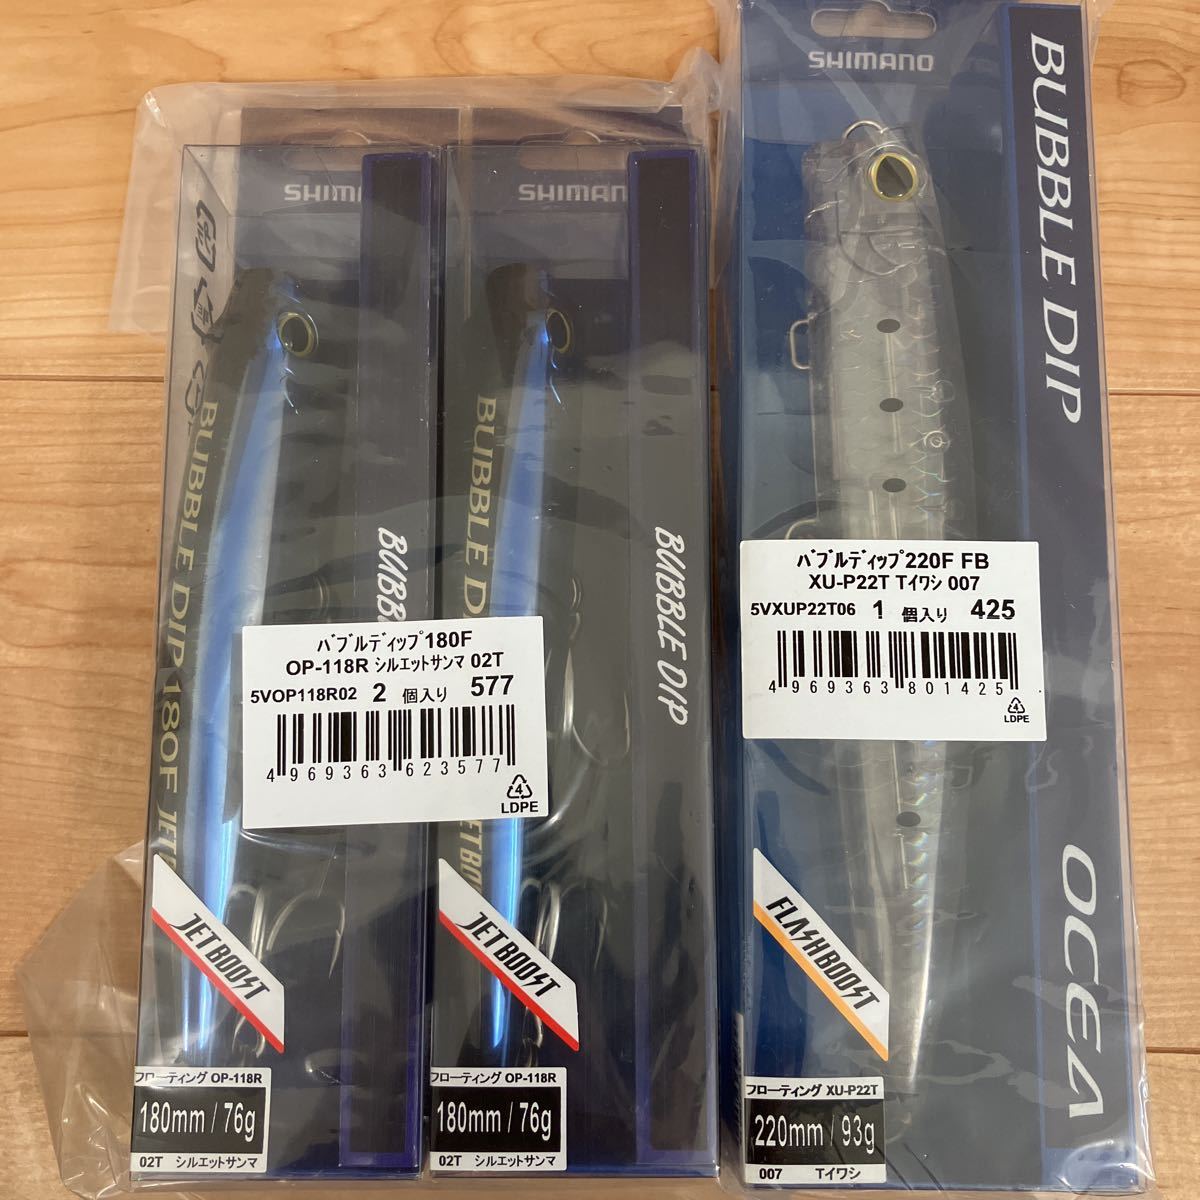 SHIMANO
BUBBLE DIP
OCEA
SHIMA
BUBBLE DIP 180F JET
BUBB
SHIMANO
BUBBLE DIP
JETBOOST
BUBBLE DIP
ﾊﾞﾌﾞﾙﾃﾞｨｯﾌﾟ180F
OP-118R ｼﾙｴｯﾄｻﾝﾏ 02T
5VOP118R02 2 個入り 577
4969363623577
4
LDPE
ﾊﾞﾌﾞﾙﾃﾞｨｯﾌﾟ220F FB
XU-P22T Tｲﾜｼ 007
5VXUP22T06 1 個入り 425
4969363801425
4
LDPE
JETBOOST
フローティング OP-118R
180mm / 76g
02T シルエットサンマ
JETBOOST
フローティング OP-118R
180mm / 76g
02T シルエットサンマ
FLASHBOOST
フローティング XU-P22T
220mm / 93g
007 Tイワシ